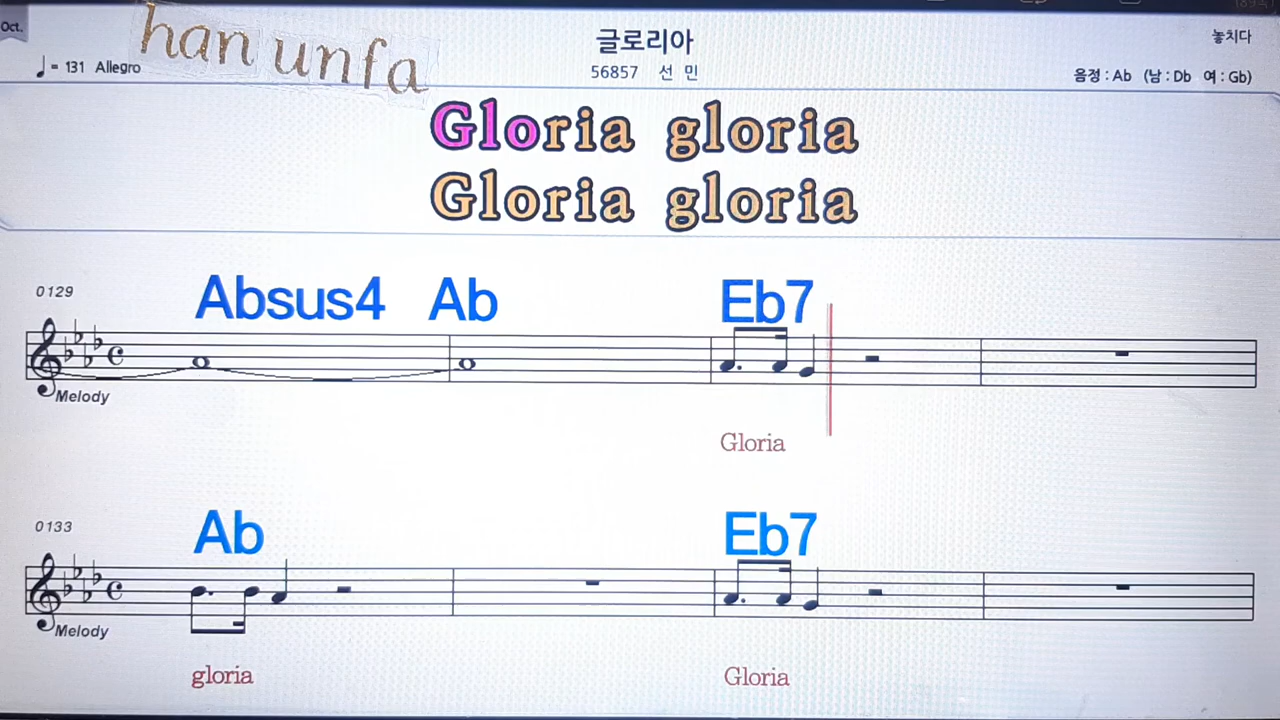 Oct.
han unfa
글로리아
놓치다
♩= 131 Allegro
56857 선 민
음정 : Ab (남 : Db 여 : Gb)
Gloria gloria
Gloria gloria
0129
Absus4 Ab Eb7
Melody
Gloria
0133
Ab Eb7
Melody
gloria Gloria